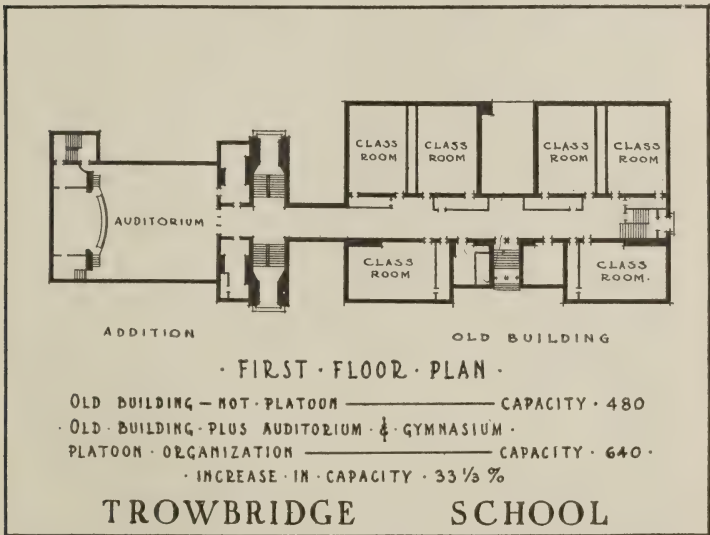 CLASS
ROOM
CLASS
ROOM
CLASS
ROOM
CLASS
ROOM
AUDITORIUM
CLASS
ROOM
CLASS
ROOM.
ADDITION
OLD BUILDING
· FIRST · FLOOR · PLAN ·
OLD BUILDING — NOT · PLATOON ——— CAPACITY · 480
· OLD · BUILDING · PLUS AUDITORIUM · & · GYMNASIUM ·
PLATOON · ORGANIZATION ——— CAPACITY · 640 ·
· INCREASE · IN · CAPACITY · 33 1/3 %
TROWBRIDGE SCHOOL